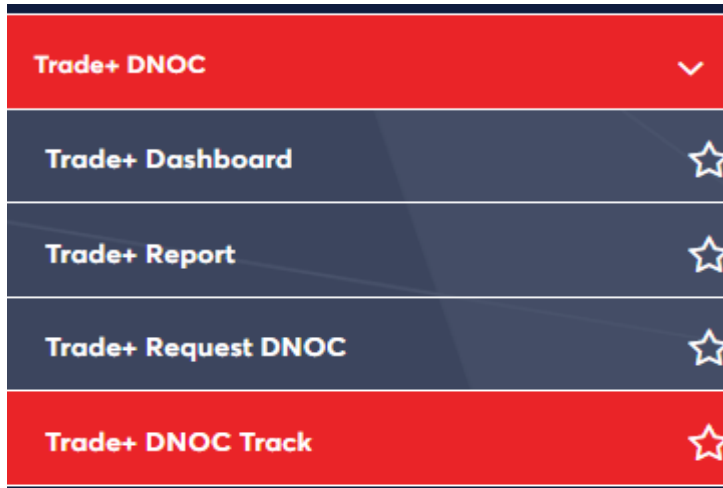 Trade+ DNOC
Trade+ Dashboard
Trade+ Report
Trade+ Request DNOC
Trade+ DNOC Track